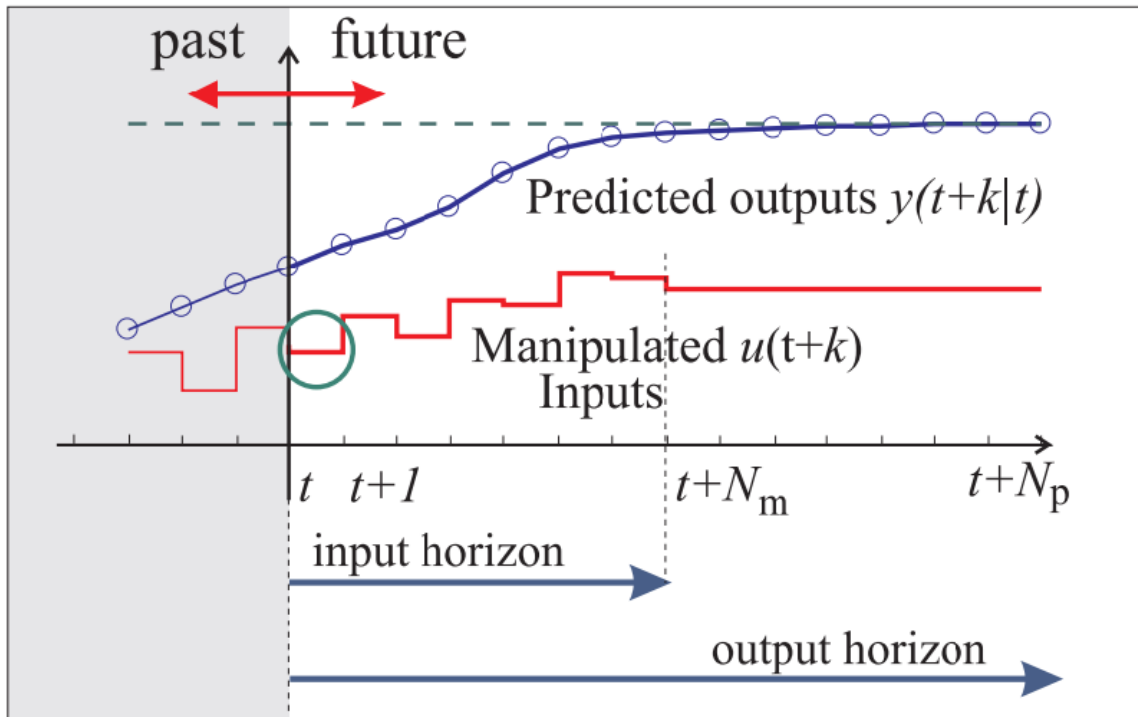 past future
Predicted outputs y(t+k|t)
Manipulated u(t+k)
Inputs
t t+1 t+Nₘ t+Nₚ
input horizon
output horizon